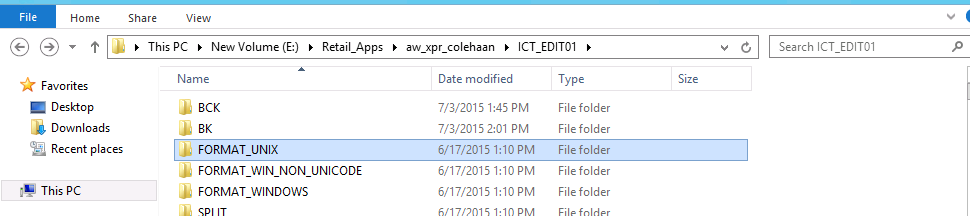 File Home Share View
This PC New Volume (E:) Retail_Apps aw_xpr_colehaan ICT_EDIT01 Search ICT_EDIT01
Favorites
Desktop
Downloads
Recent places
This PC
Name Date modified Type Size
BCK 7/3/2015 1:45 PM File folder
BK 7/3/2015 2:01 PM File folder
FORMAT_UNIX 6/17/2015 1:10 PM File folder
FORMAT_WIN_NON_UNICODE 6/17/2015 1:10 PM File folder
FORMAT_WINDOWS 6/17/2015 1:10 PM File folder
SPLIT 6/17/2015 1:10 PM File folder